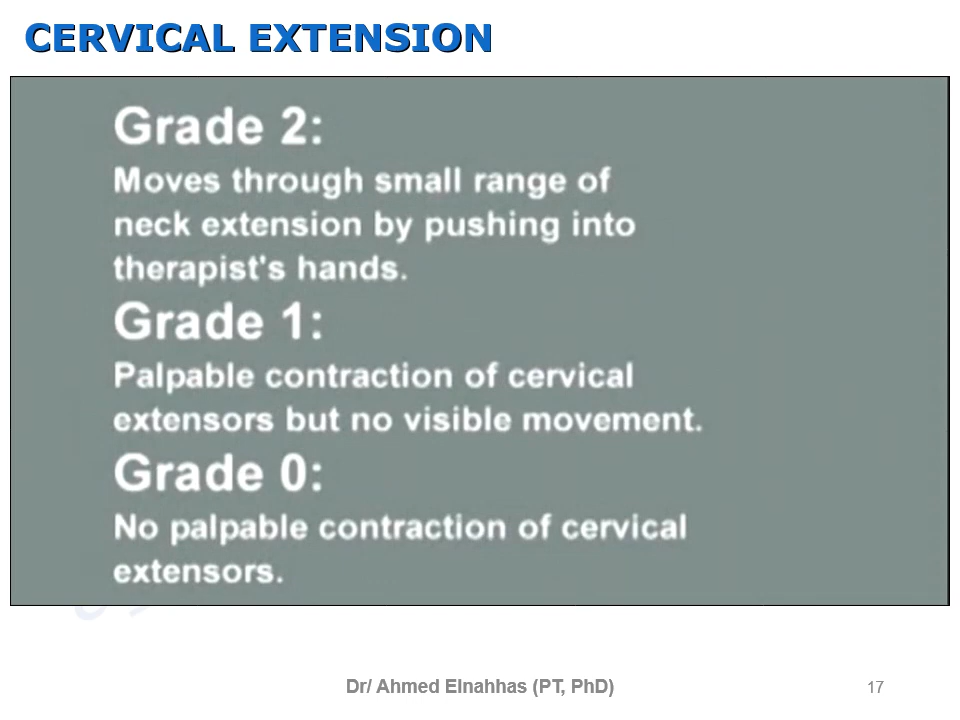 CERVICAL EXTENSION
Grade 2:
Moves through small range of
neck extension by pushing into
therapist's hands.
Grade 1:
Palpable contraction of cervical
extensors but no visible movement.
Grade 0:
No palpable contraction of cervical
extensors.
Dr/ Ahmed Elnahhas (PT, PhD)
17